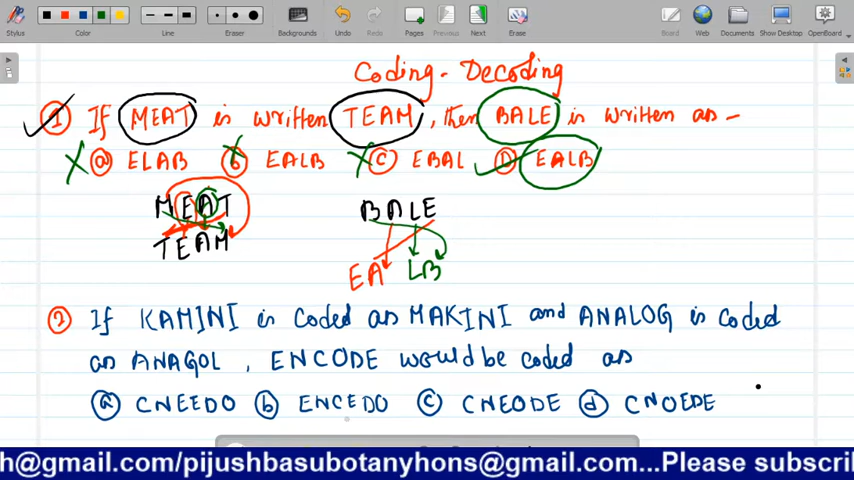 Stylus
Color
Line
Eraser
Backgrounds
Undo
Redo
Pages
Previous
Next
Erase
Board
Web
Documents
Show Desktop
OpenBoard
Coding - Decoding
① If MEAT is written TEAM, then BALE is written as -
ⓐ ELAB ⓑ EALB ⓒ EBAL ⓓ EALB
MEAT BALE
TEAM EA LB
② If KAMINI is coded as MAKINI and ANALOG is coded
as ANAGOL, ENCODE would be coded as
ⓐ CNEEDO ⓑ ENCEDO ⓒ CNEODE ⓓ CNOEDE
h@gmail.com/pijushbasubotanyhons@gmail.com...Please subscri